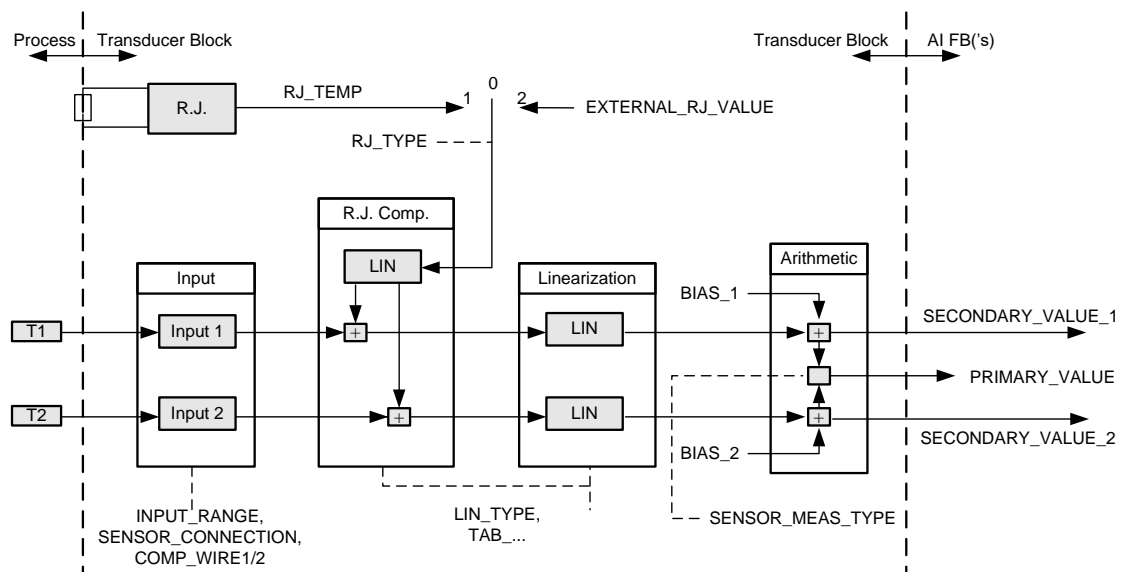 Process
Transducer Block
Transducer Block
AI FB('s)
R.J.
RJ_TEMP
1
0
2
EXTERNAL_RJ_VALUE
RJ_TYPE
R.J. Comp.
LIN
Input
Linearization
Arithmetic
BIAS_1
T1
Input 1
+
LIN
+
SECONDARY_VALUE_1
PRIMARY_VALUE
T2
Input 2
+
LIN
+
SECONDARY_VALUE_2
BIAS_2
INPUT_RANGE,
SENSOR_CONNECTION,
COMP_WIRE1/2
LIN_TYPE,
TAB_...
SENSOR_MEAS_TYPE